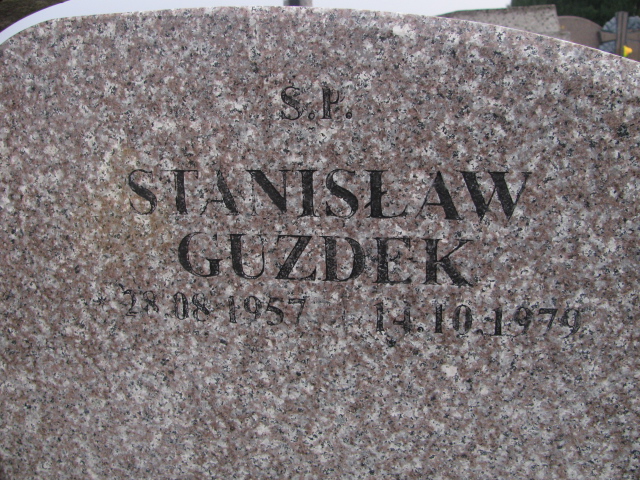 Ś.P.
STANISŁAW
GUZDEK
* 28.08.1957 † 14.10.1979